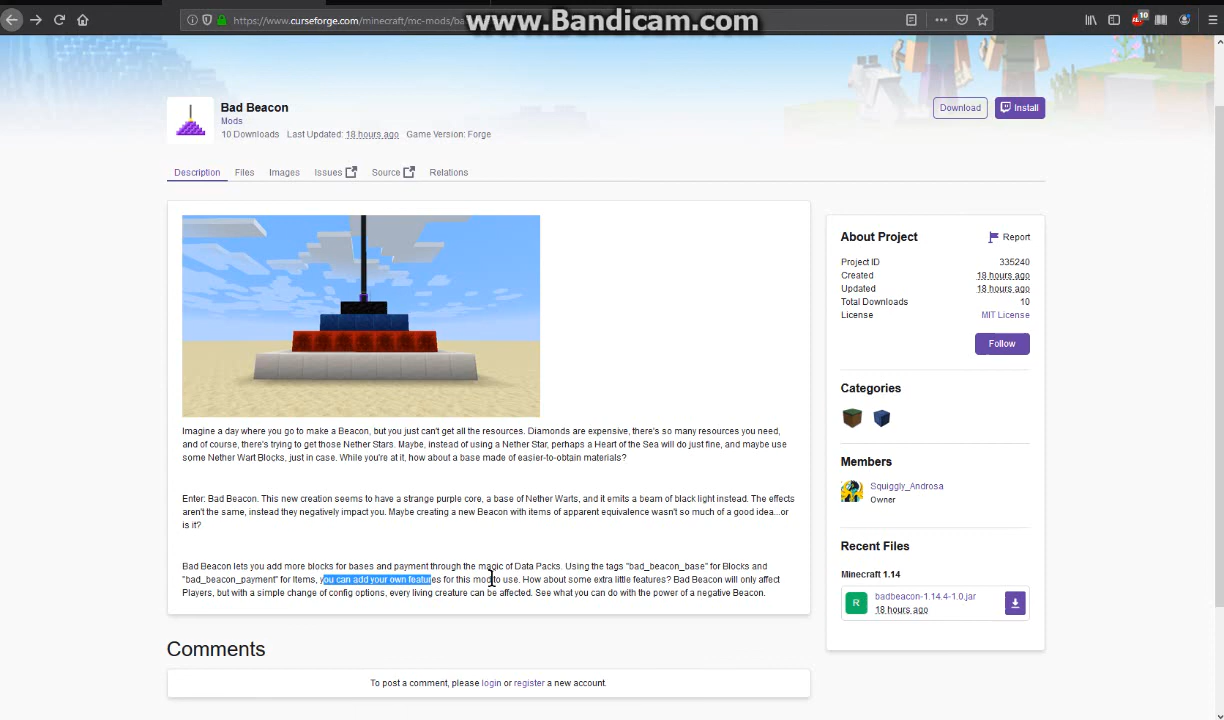 www.Bandicam.com
https://www.curseforge.com/minecraft/mc-mods/ba
10
Bad Beacon
Mods
10 Downloads Last Updated: 18 hours ago Game Version: Forge
Download
Install
Description Files Images Issues Source Relations
Imagine a day where you go to make a Beacon, but you just can't get all the resources. Diamonds are expensive, there's so many resources you need,
and of course, there's trying to get those Nether Stars. Maybe, instead of using a Nether Star, perhaps a Heart of the Sea will do just fine, and maybe use
some Nether Wart Blocks, just in case. While you're at it, how about a base made of easier-to-obtain materials?
Enter: Bad Beacon. This new creation seems to have a strange purple core, a base of Nether Warts, and it emits a beam of black light instead. The effects
aren't the same, instead they negatively impact you. Maybe creating a new Beacon with items of apparent equivalence wasn't so much of a good idea...or
is it?
Bad Beacon lets you add more blocks for bases and payment through the magic of Data Packs. Using the tags "bad_beacon_base" for Blocks and
"bad_beacon_payment" for Items, you can add your own features for this mod to use. How about some extra little features? Bad Beacon will only affect
Players, but with a simple change of config options, every living creature can be affected. See what you can do with the power of a negative Beacon.
About Project
Report
Project ID 335240
Created 18 hours ago
Updated 18 hours ago
Total Downloads 10
License MIT License
Follow
Categories
Members
Squiggly_Androsa
Owner
Recent Files
Minecraft 1.14
R
badbeacon-1.14.4-1.0.jar
18 hours ago
Comments
To post a comment, please login or register a new account.